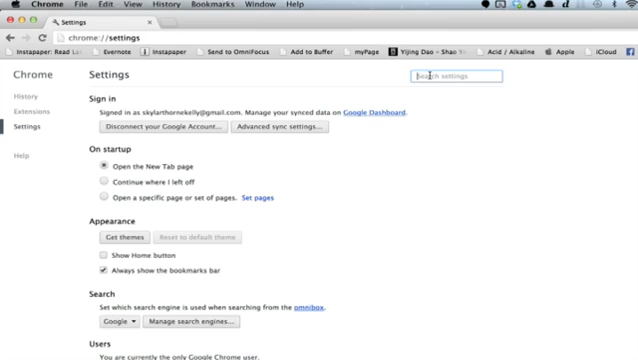 Chrome File Edit View History Bookmarks Window Help
Settings
chrome://settings
Instapaper: Read Lat Evernote Instapaper Send to OmniFocus Add to Buffer myPage Yijing Dao – Shao Yo Acid / Alkaline Apple iCloud
Chrome
Settings
Search settings
History
Extensions
Settings
Help
Sign in
Signed in as skylarthornekelly@gmail.com. Manage your synced data on Google Dashboard.
Disconnect your Google Account... Advanced sync settings...
On startup
Open the New Tab page
Continue where I left off
Open a specific page or set of pages. Set pages
Appearance
Get themes Reset to default theme
Show Home button
Always show the bookmarks bar
Search
Set which search engine is used when searching from the omnibox.
Google Manage search engines...
Users
You are currently the only Google Chrome user.